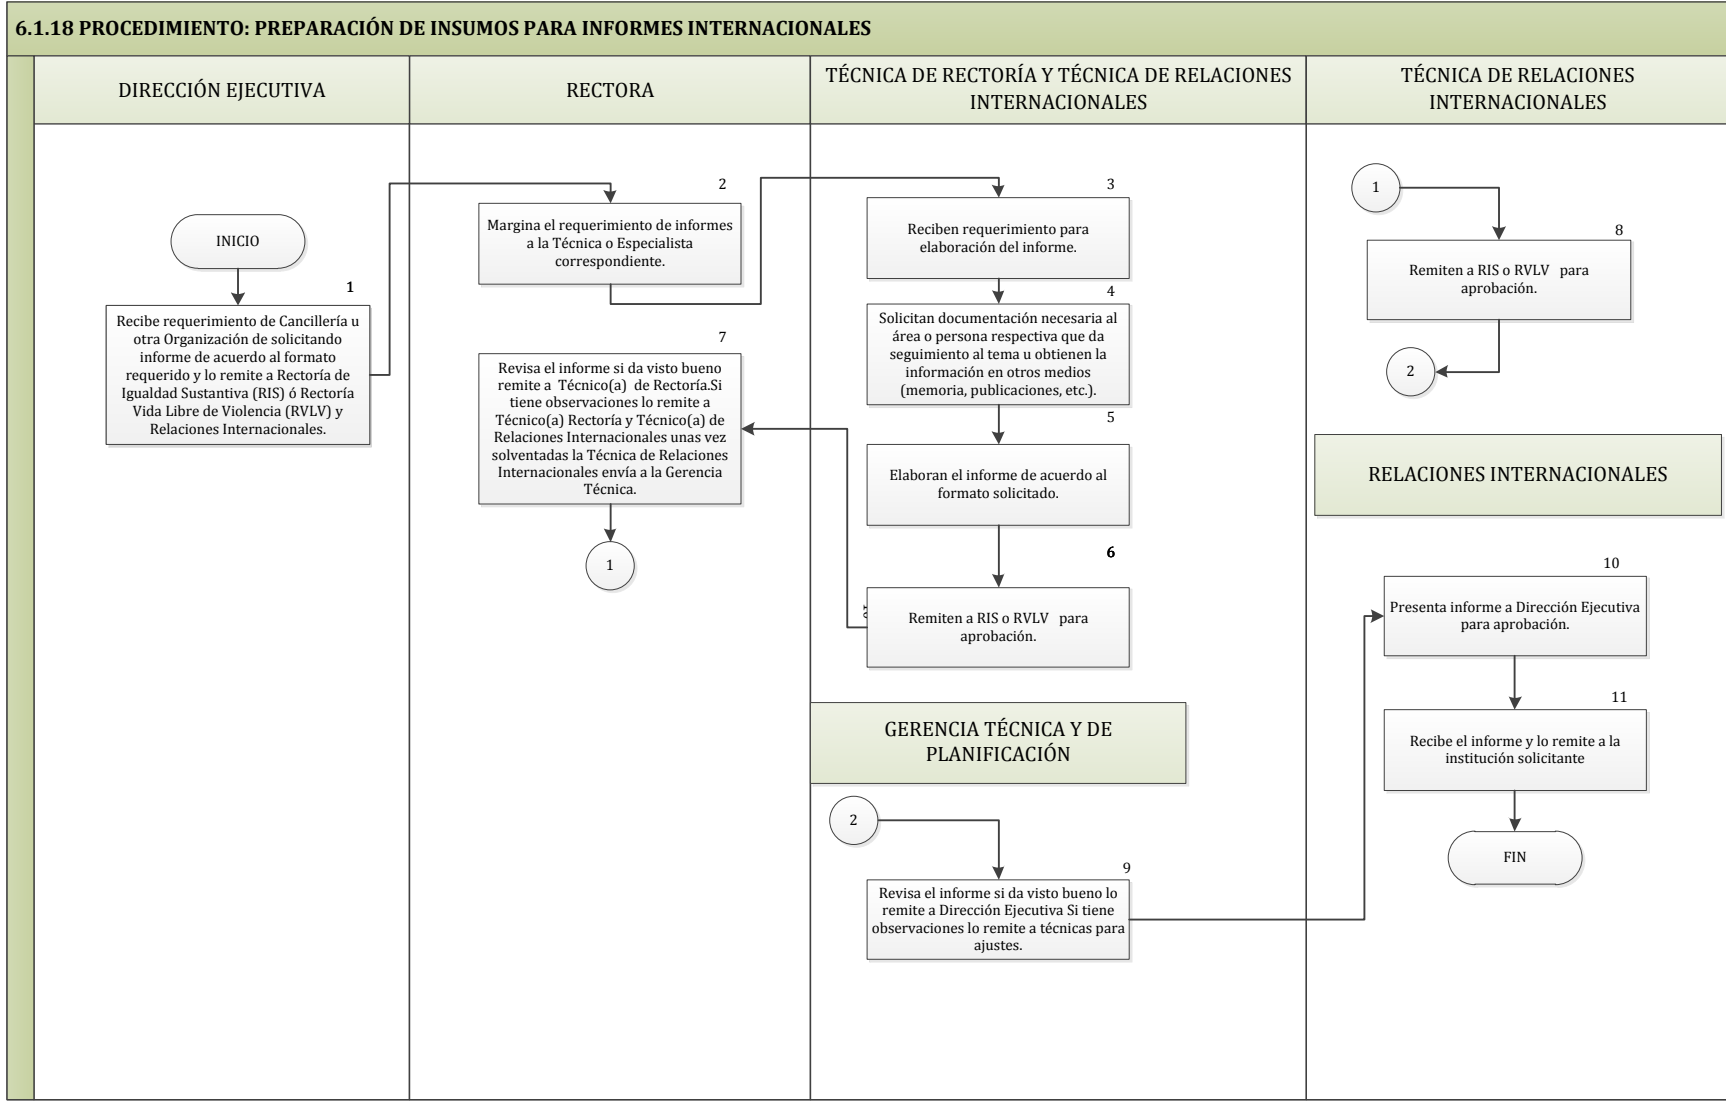 6.1.18 PROCEDIMIENTO: PREPARACIÓN DE INSUMOS PARA INFORMES INTERNACIONALES
DIRECCIÓN EJECUTIVA
RECTORA
TÉCNICA DE RECTORÍA Y TÉCNICA DE RELACIONES
INTERNACIONALES
TÉCNICA DE RELACIONES
INTERNACIONALES
INICIO
1
Recibe requerimiento de Cancillería u
otra Organización de solicitando
informe de acuerdo al formato
requerido y lo remite a Rectoría de
Igualdad Sustantiva (RIS) ó Rectoría
Vida Libre de Violencia (RVLV) y
Relaciones Internacionales.
2
Margina el requerimiento de informes
a la Técnica o Especialista
correspondiente.
7
Revisa el informe si da visto bueno
remite a  Técnico(a)  de Rectoría.Si
tiene observaciones lo remite a
Técnico(a) Rectoría y Técnico(a) de
Relaciones Internacionales unas vez
solventadas la Técnica de Relaciones
Internacionales envía a la Gerencia
Técnica.
1
3
Reciben requerimiento para
elaboración del informe.
4
Solicitan documentación necesaria al
área o persona respectiva que da
seguimiento al tema u obtienen la
información en otros medios
(memoria, publicaciones, etc.).
5
Elaboran el informe de acuerdo al
formato solicitado.
6
Remiten a RIS o RVLV   para
aprobación.
GERENCIA TÉCNICA Y DE
PLANIFICACIÓN
2
9
Revisa el informe si da visto bueno lo
remite a Dirección Ejecutiva Si tiene
observaciones lo remite a técnicas para
ajustes.
1
8
Remiten a RIS o RVLV   para
aprobación.
2
RELACIONES INTERNACIONALES
10
Presenta informe a Dirección Ejecutiva
para aprobación.
11
Recibe el informe y lo remite a la
institución solicitante
FIN